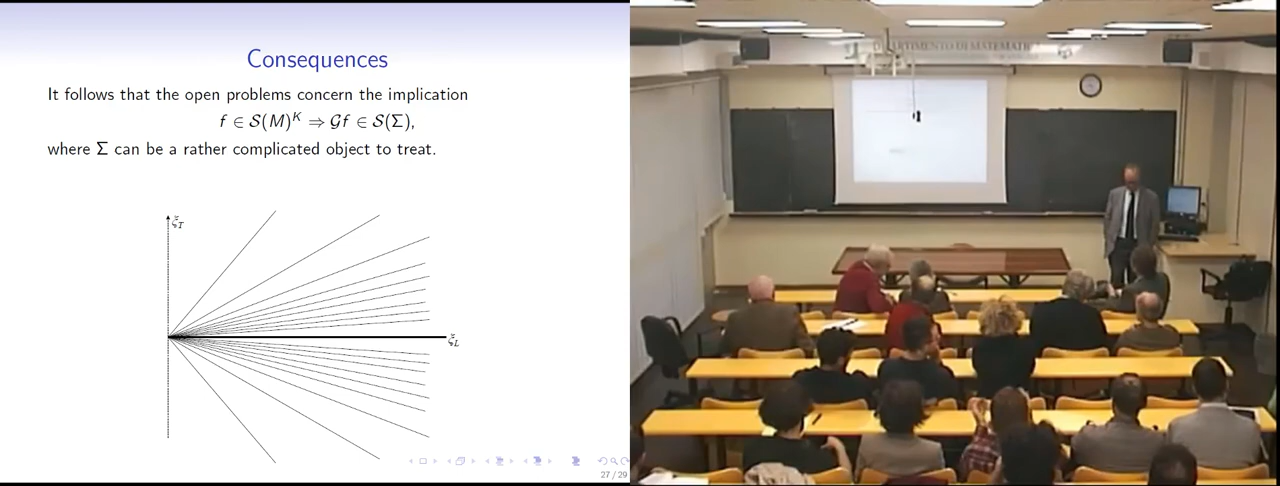 Consequences
It follows that the open problems concern the implication
f ∈ S(M)^K ⇒ Gf ∈ S(Σ),
where Σ can be a rather complicated object to treat.
ξ_T
ξ_L
27 / 29
DIPARTIMENTO DI MATEMATICA